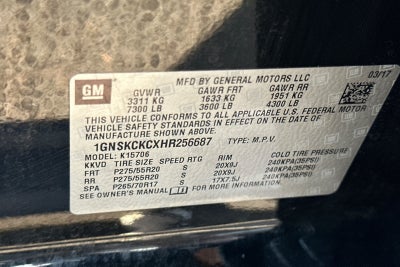 GM
MFD BY GENERAL MOTORS LLC
03/17
GVWR GAWR FRT GAWR RR
3311 KG 1633 KG 1951 KG
7300 LB 3600 LB 4300 LB
THIS VEHICLE CONFORMS TO ALL APPLICABLE U.S. FEDERAL
VEHICLE SAFETY AND THEFT PREVENTION STANDARDS IN EFFECT ON THE DATE OF
MANUFACTURE SHOWN ABOVE.
1GNSKCKCXHR256687 TYPE: M.P.V.
MODEL: K15706
KKVD TIRE SIZE SPEED RTG RIM COLD TIRE PRESSURE
FRT P275/55R20 S 20X9J 240KPA(35PSI)
RR P275/55R20 S 20X9J 240KPA(35PSI)
SPA P265/70R17 S 17X7.5J 240KPA(35PSI)
SEE OWNER'S MANUAL FOR MORE INFORMATION.